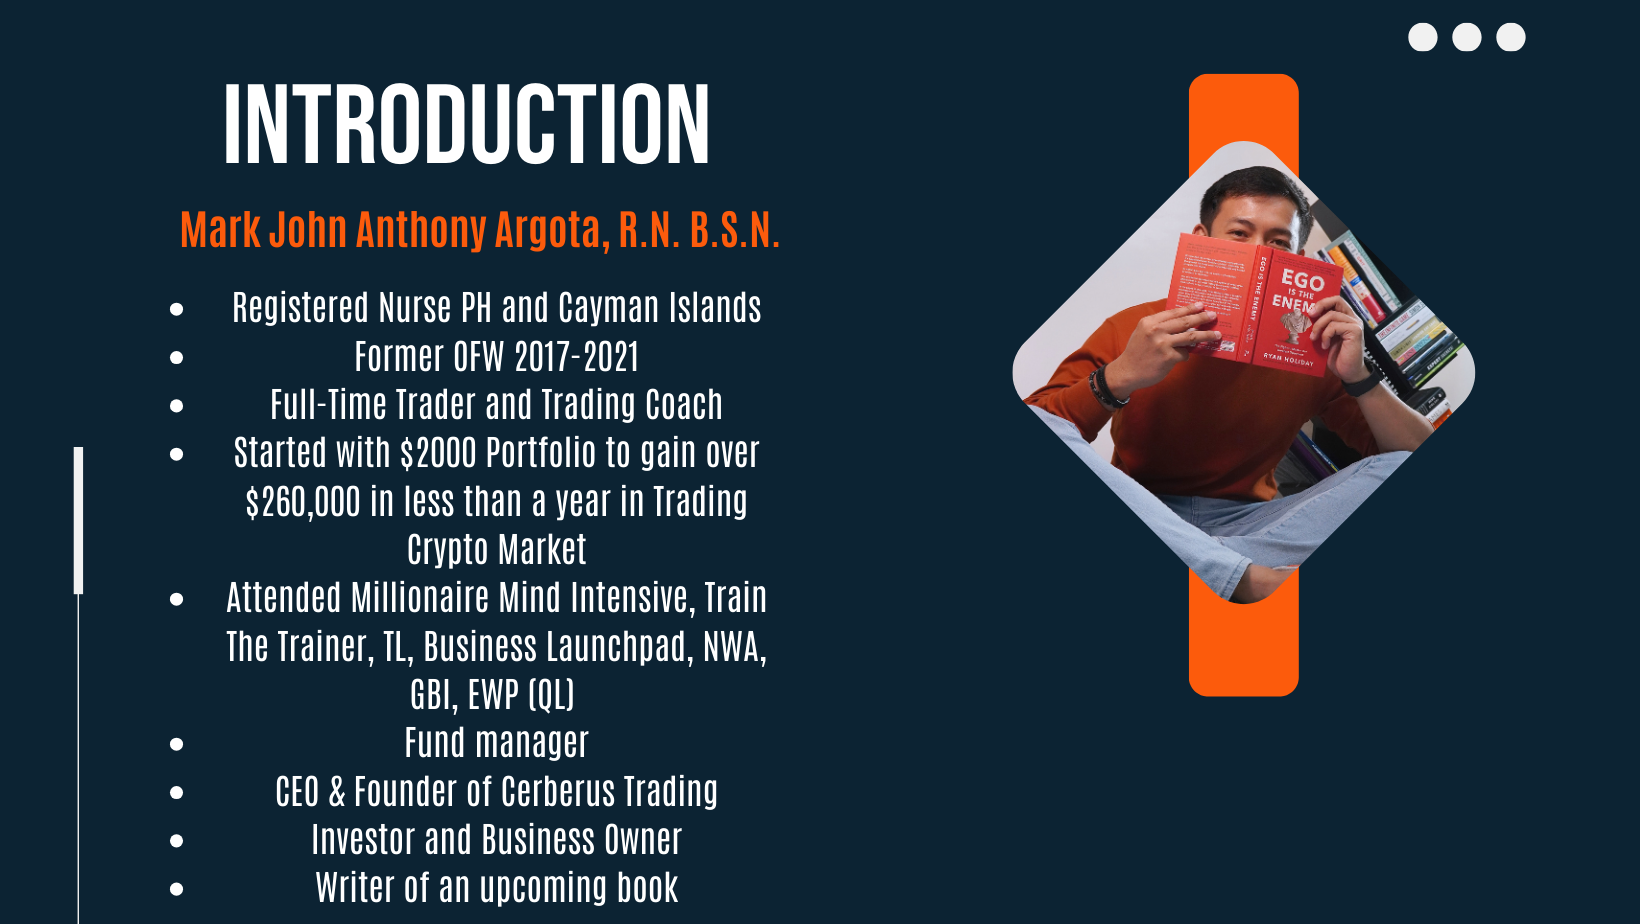 INTRODUCTION
Mark John Anthony Argota, R.N. B.S.N.
Registered Nurse PH and Cayman Islands
Former OFW 2017-2021
Full-Time Trader and Trading Coach
Started with $2000 Portfolio to gain over
$260,000 in less than a year in Trading
Crypto Market
Attended Millionaire Mind Intensive, Train
The Trainer, TL, Business Launchpad, NWA,
GBI, EWP (QL)
Fund manager
CEO & Founder of Cerberus Trading
Investor and Business Owner
Writer of an upcoming book
EGO IS THE ENEMY
EGO
IS THE
ENEM
RYAN HOLIDAY